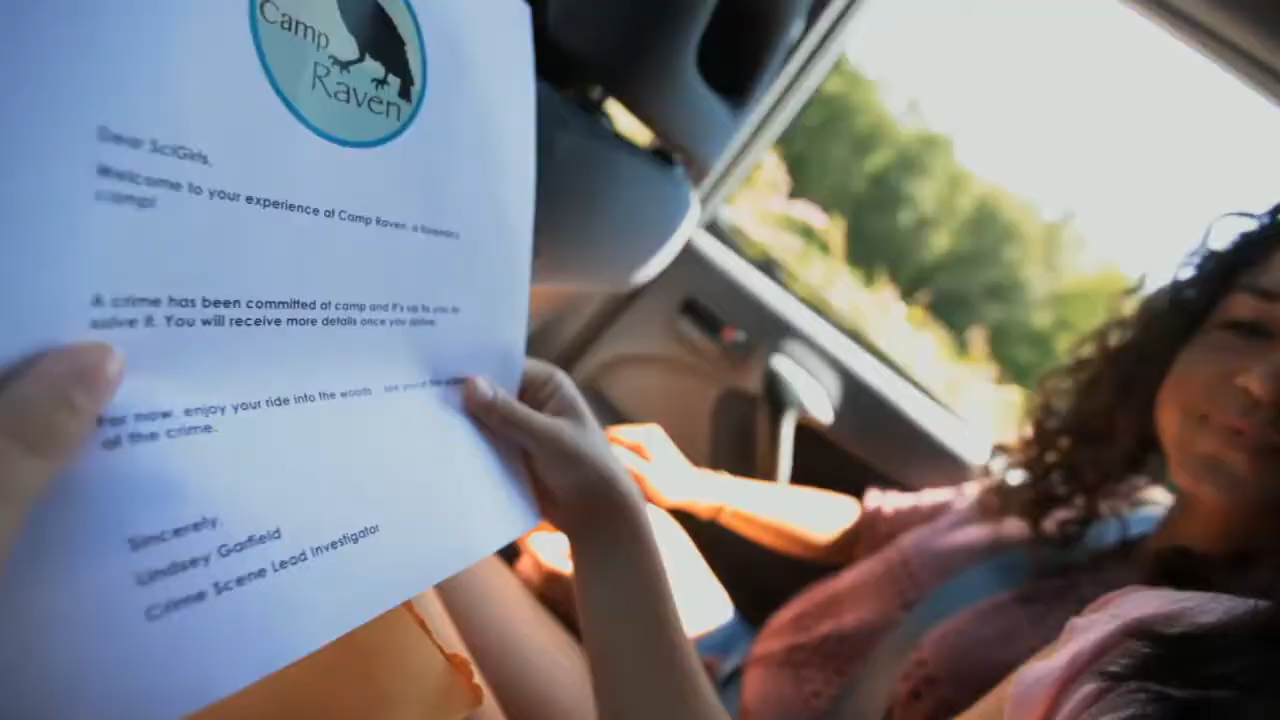 Camp
Raven
Dear SciGirls,
Welcome to your experience at Camp Raven, a forensics
camp!
A crime has been committed at camp and it's up to you to
solve it. You will receive more details once you arrive.
For now, enjoy your ride into the woods
of the crime.
Sincerely,
Lindsey Garfield
Crime Scene Lead Investigator